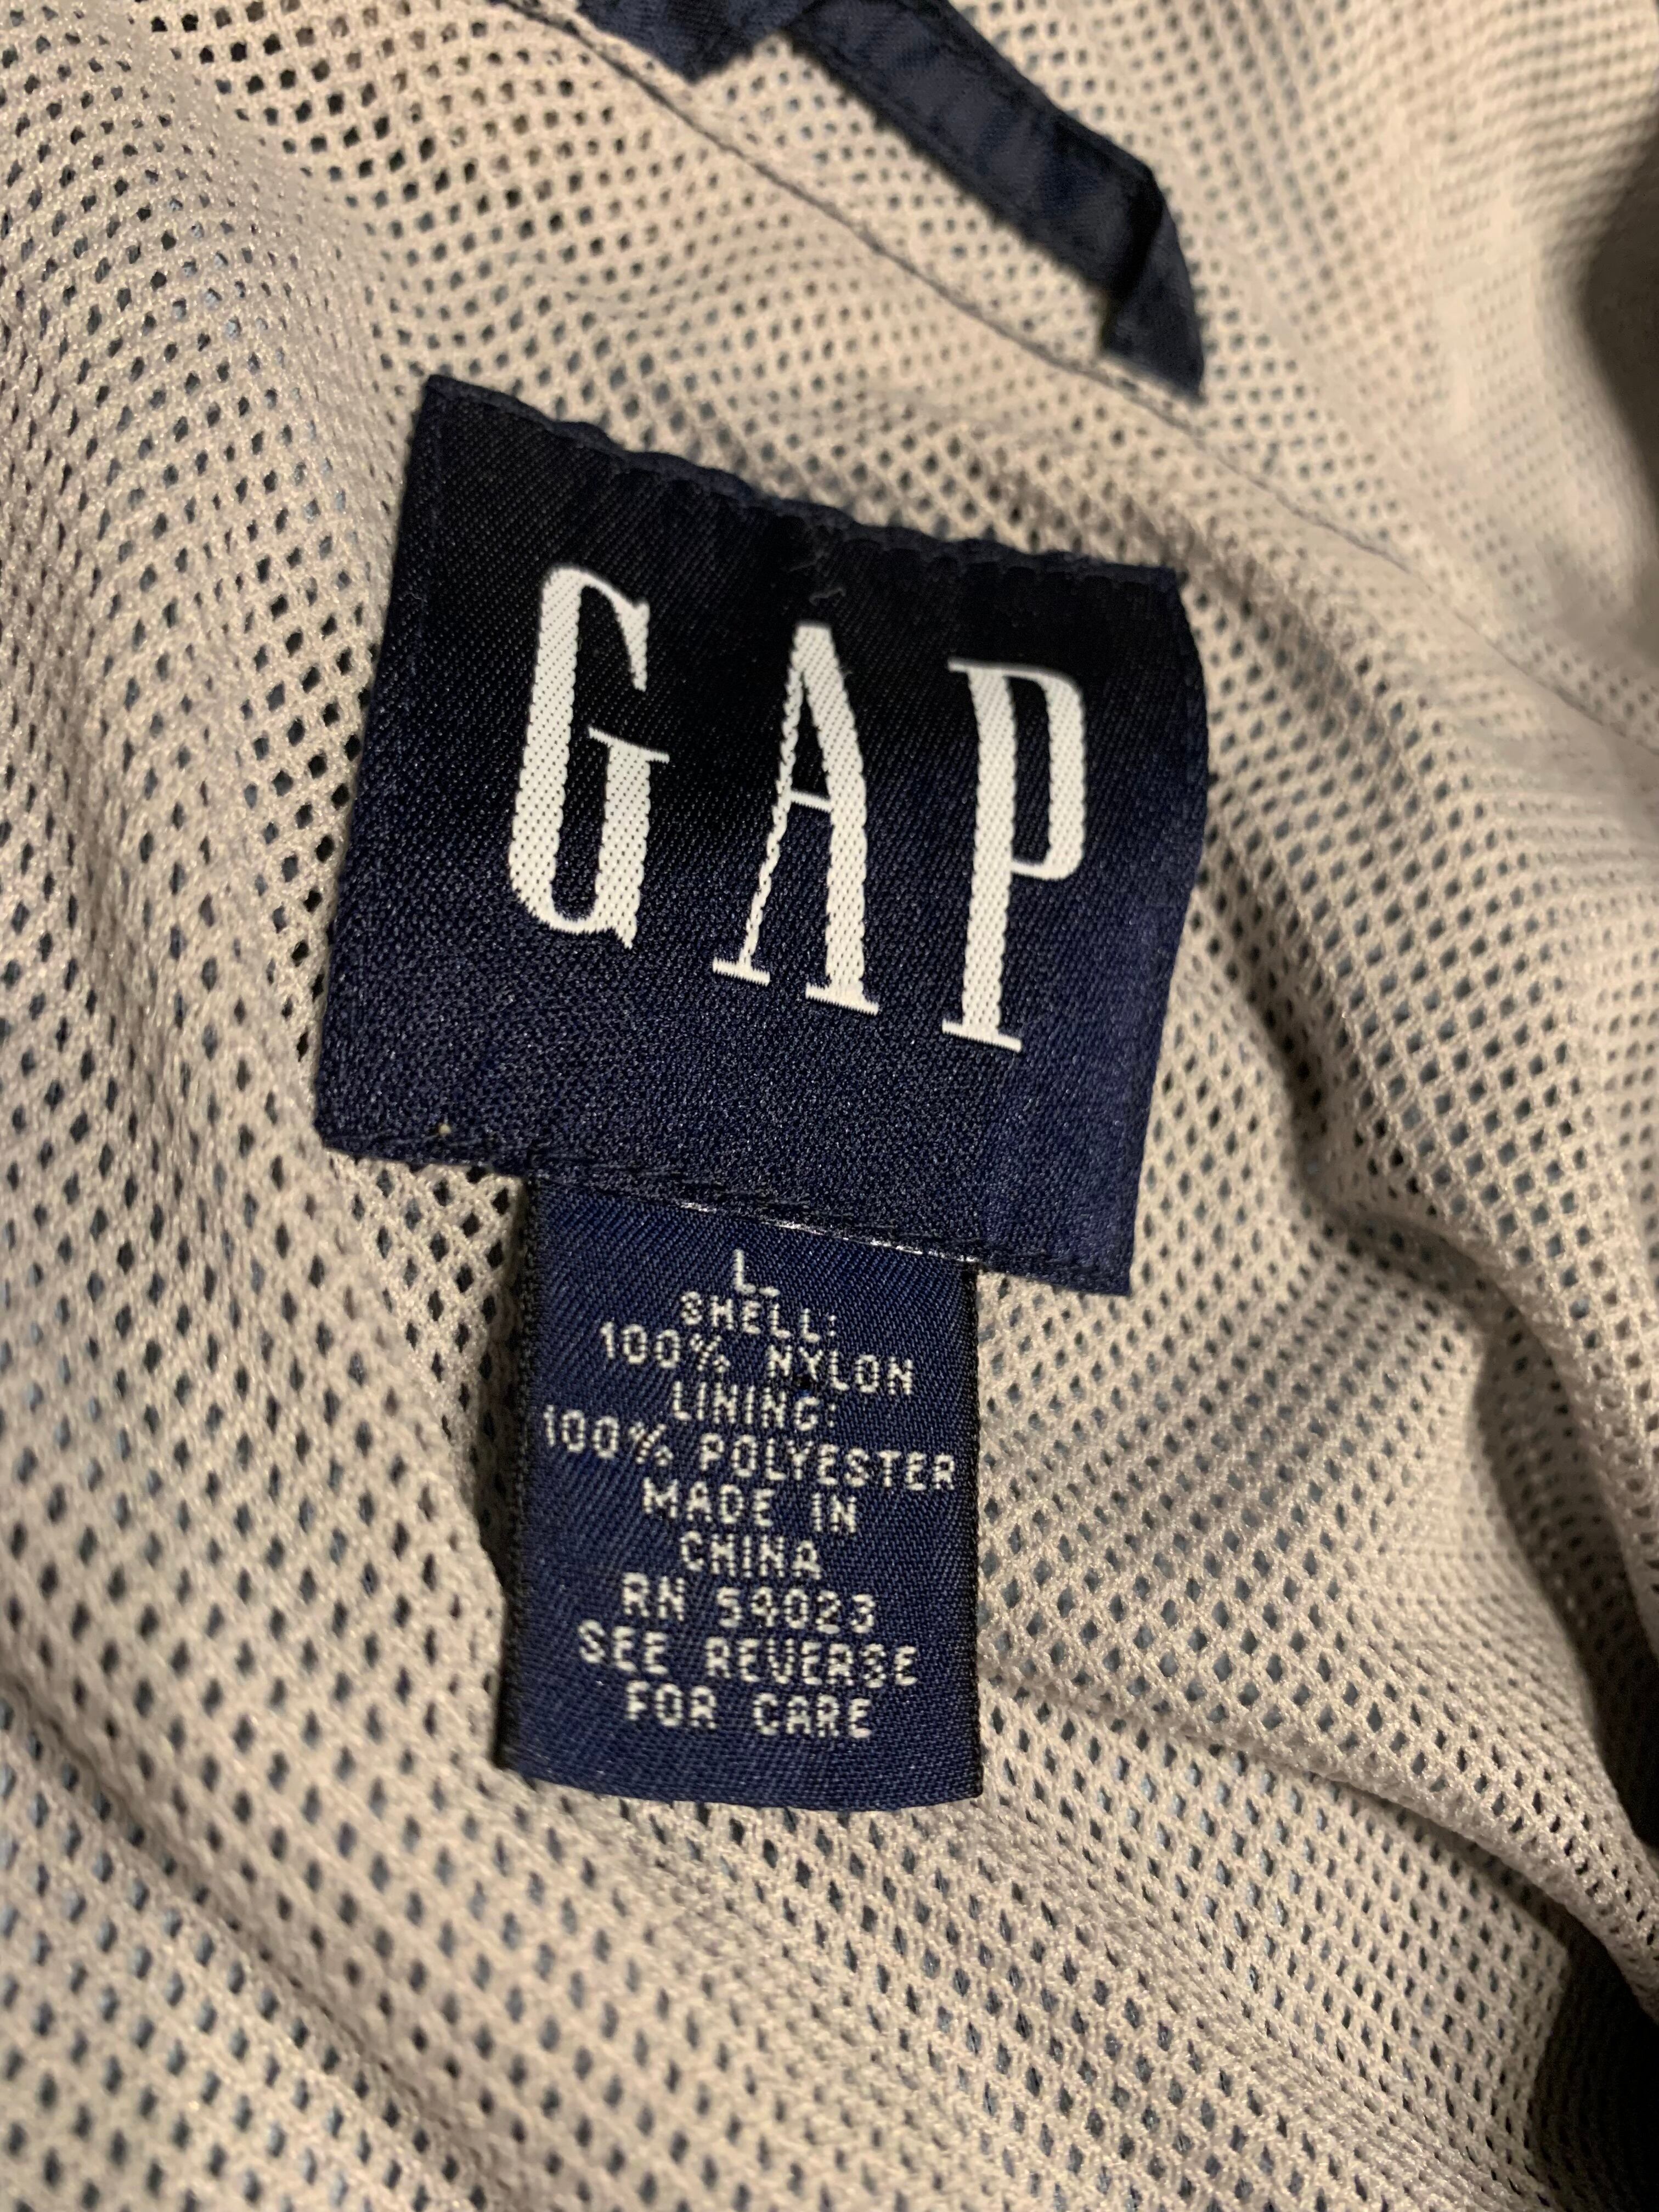 GAP
L
SHELL:
100% NYLON
LINING:
100% POLYESTER
MADE IN
CHINA
RN 54023
SEE REVERSE
FOR CARE